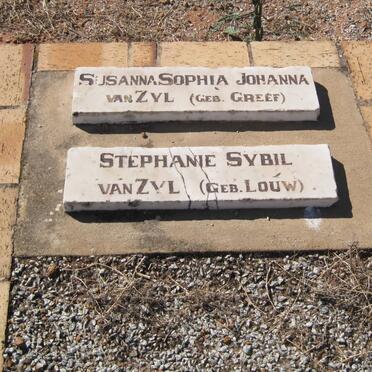 SUSANNA SOPHIA JOHANNA
VAN ZYL (GEB. GREEF)
STEPHANIE SYBIL
VAN ZYL (GEB. LOUW)